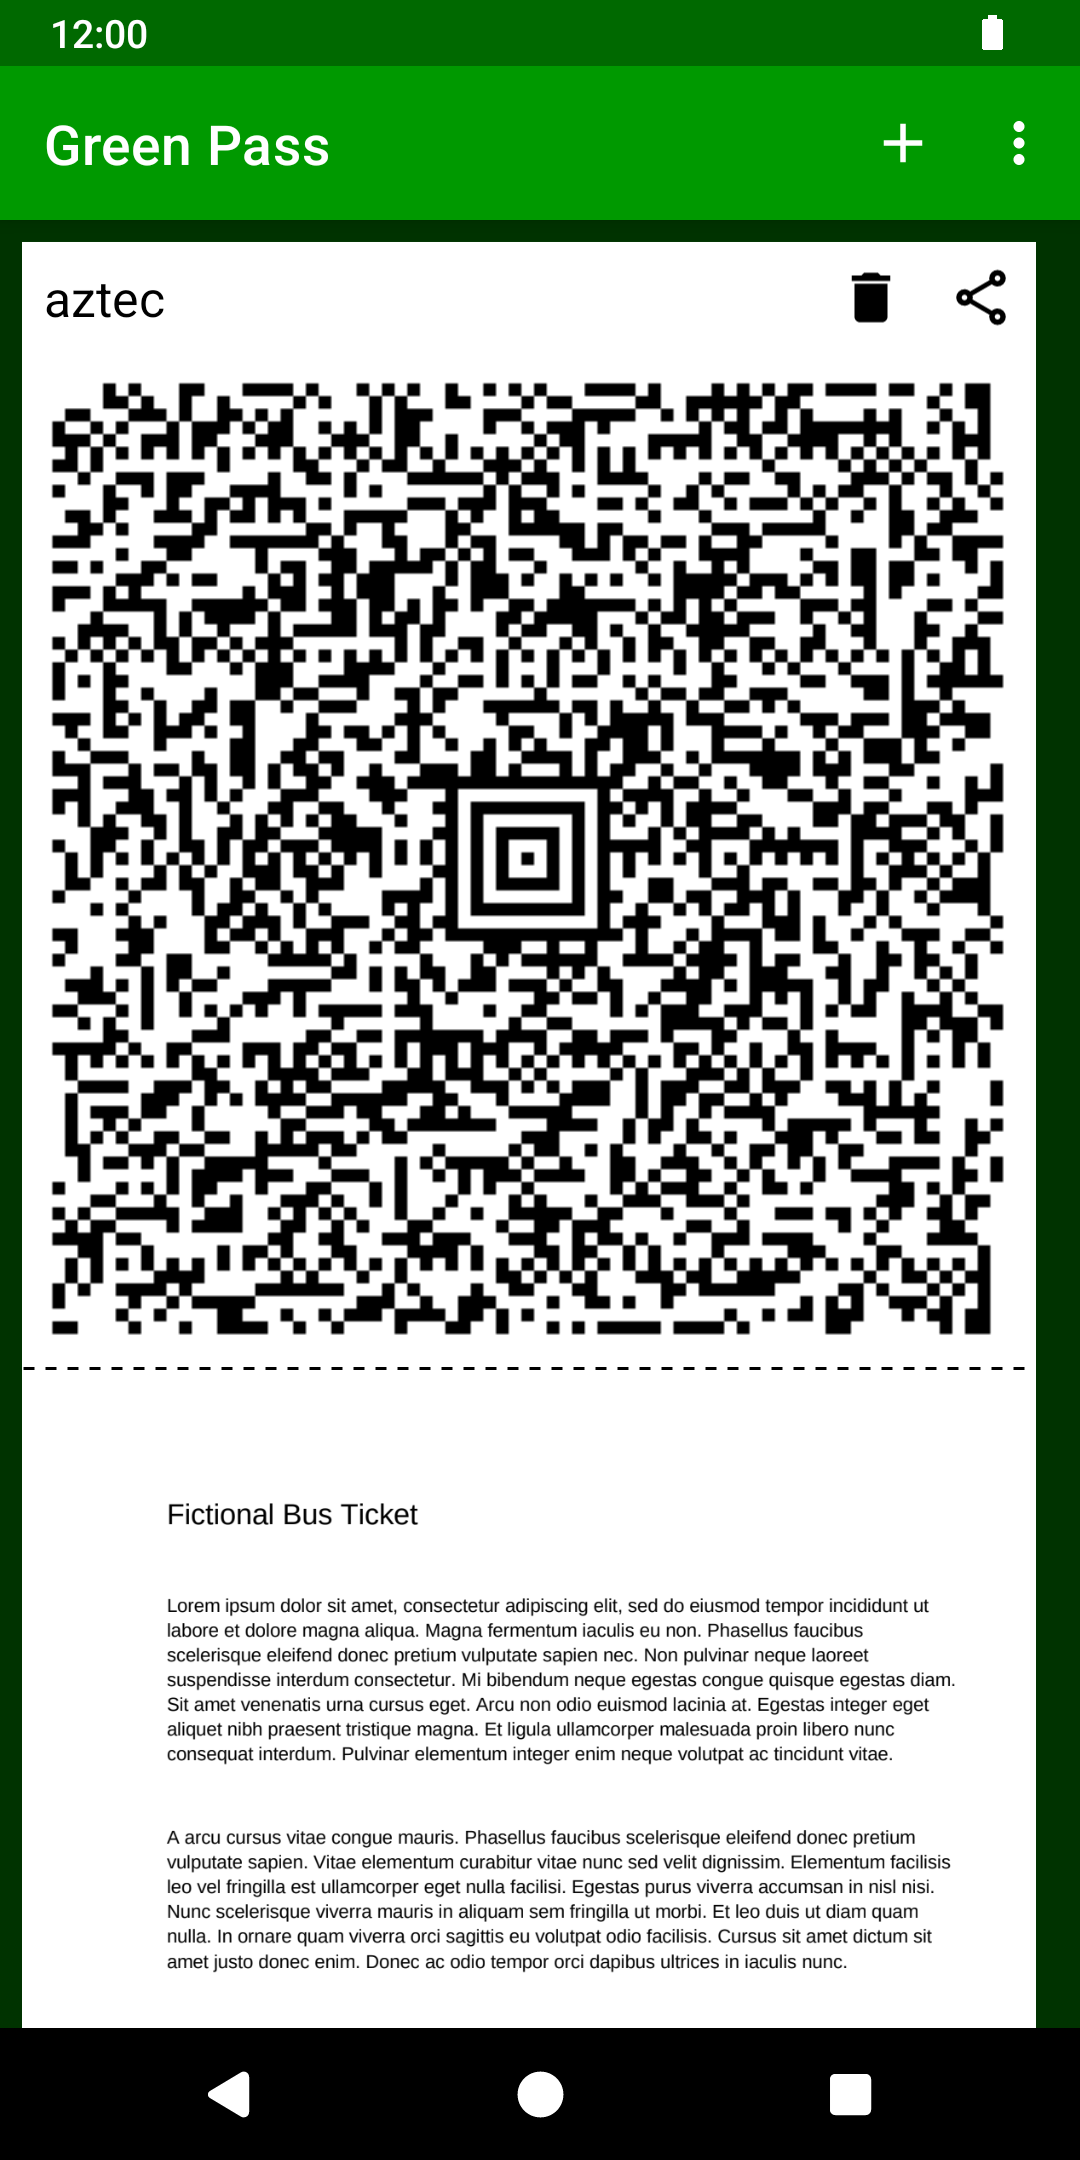 12:00
Green Pass
aztec
Fictional Bus Ticket
Lorem ipsum dolor sit amet, consectetur adipiscing elit, sed do eiusmod tempor incididunt ut
labore et dolore magna aliqua. Magna fermentum iaculis eu non. Phasellus faucibus
scelerisque eleifend donec pretium vulputate sapien nec. Non pulvinar neque laoreet
suspendisse interdum consectetur. Mi bibendum neque egestas congue quisque egestas diam.
Sit amet venenatis urna cursus eget. Arcu non odio euismod lacinia at. Egestas integer eget
aliquet nibh praesent tristique magna. Et ligula ullamcorper malesuada proin libero nunc
consequat interdum. Pulvinar elementum integer enim neque volutpat ac tincidunt vitae.
A arcu cursus vitae congue mauris. Phasellus faucibus scelerisque eleifend donec pretium
vulputate sapien. Vitae elementum curabitur vitae nunc sed velit dignissim. Elementum facilisis
leo vel fringilla est ullamcorper eget nulla facilisi. Egestas purus viverra accumsan in nisl nisi.
Nunc scelerisque viverra mauris in aliquam sem fringilla ut morbi. Et leo duis ut diam quam
nulla. In ornare quam viverra orci sagittis eu volutpat odio facilisis. Cursus sit amet dictum sit
amet justo donec enim. Donec ac odio tempor orci dapibus ultrices in iaculis nunc.